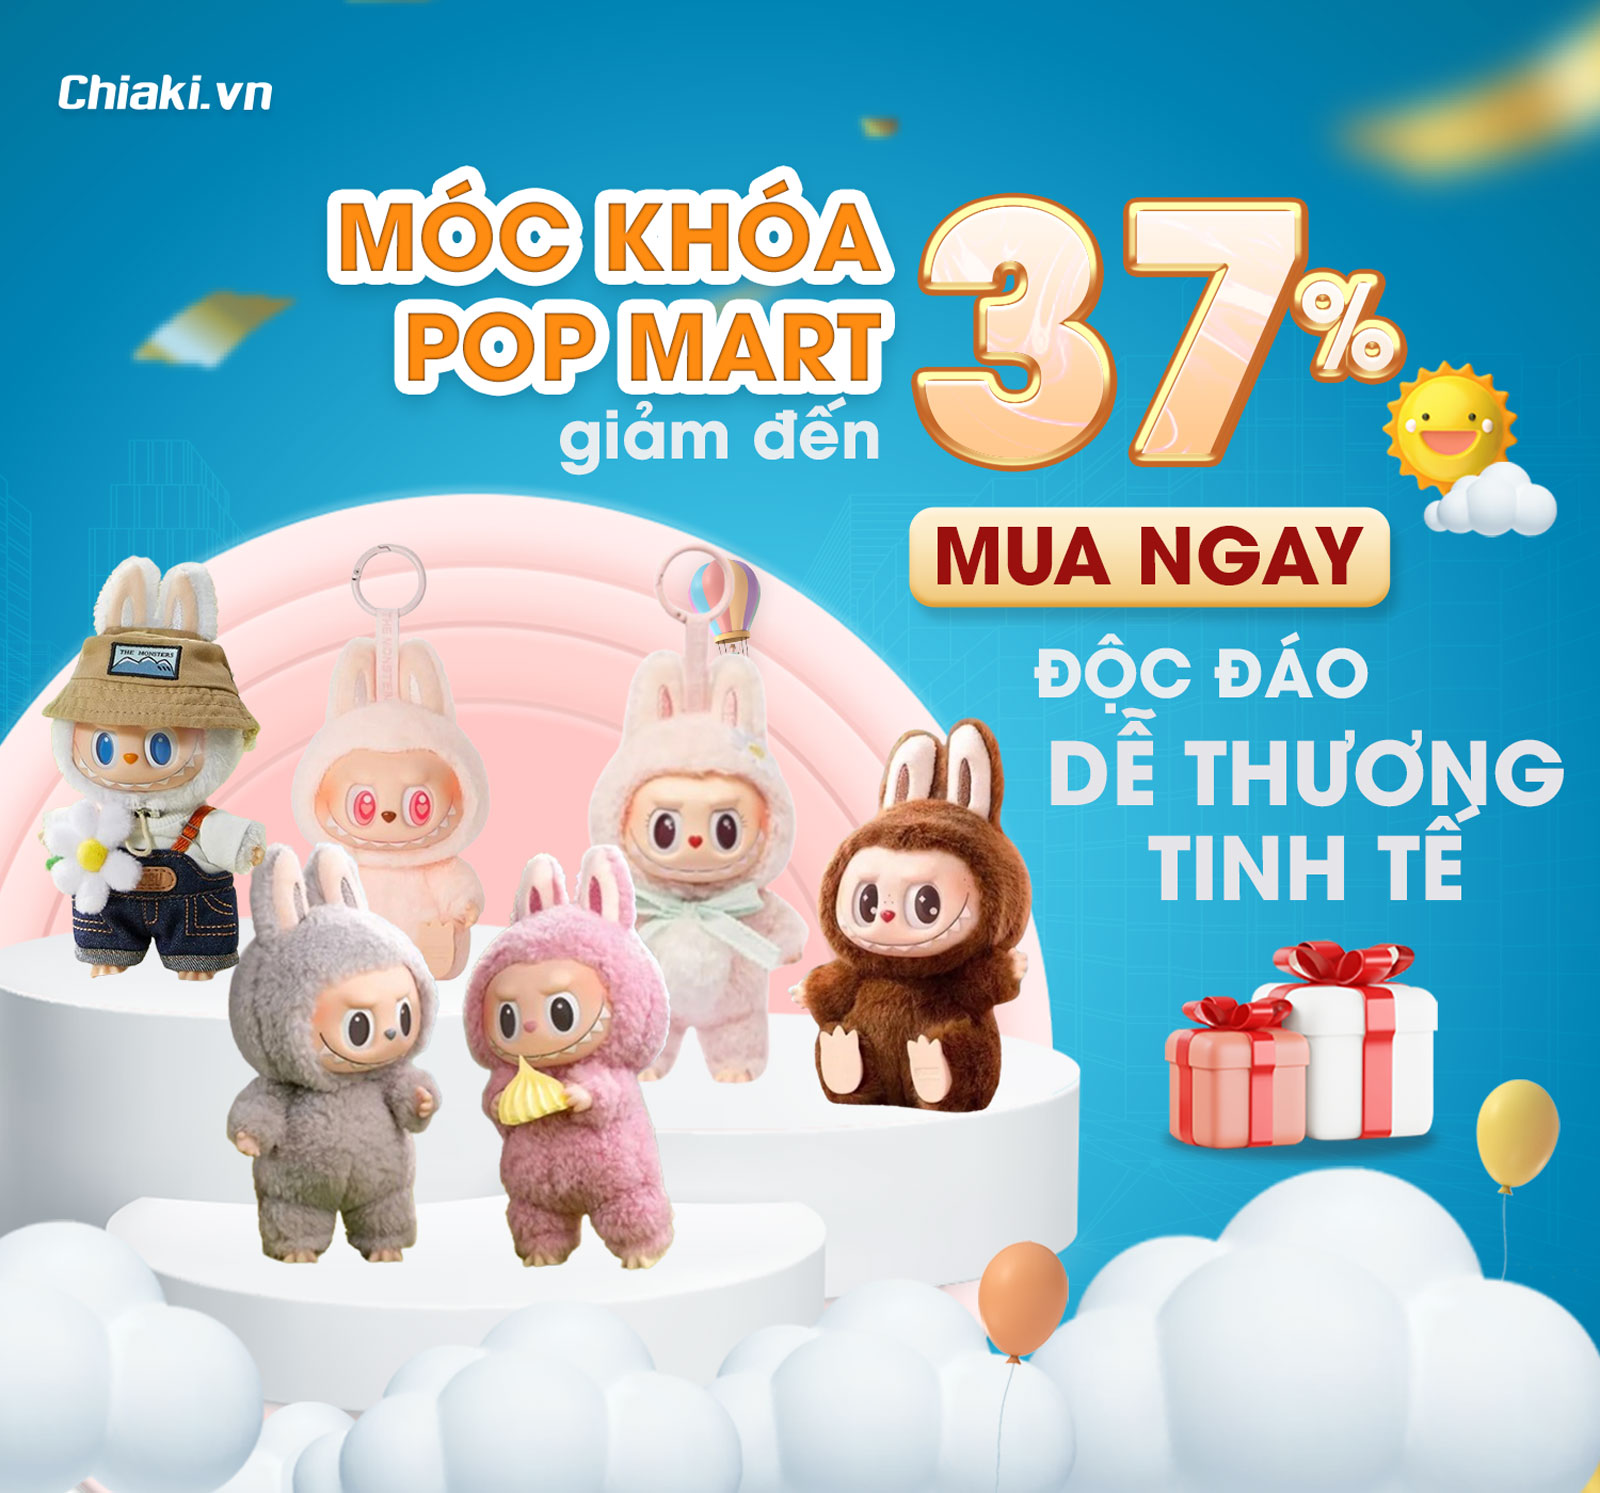 Chiaki.vn
MÓC KHÓA
POP MART
giảm đến
37%
MUA NGAY
ĐỘC ĐÁO
DỄ THƯƠNG
TINH TẾ
THE MONSTERS